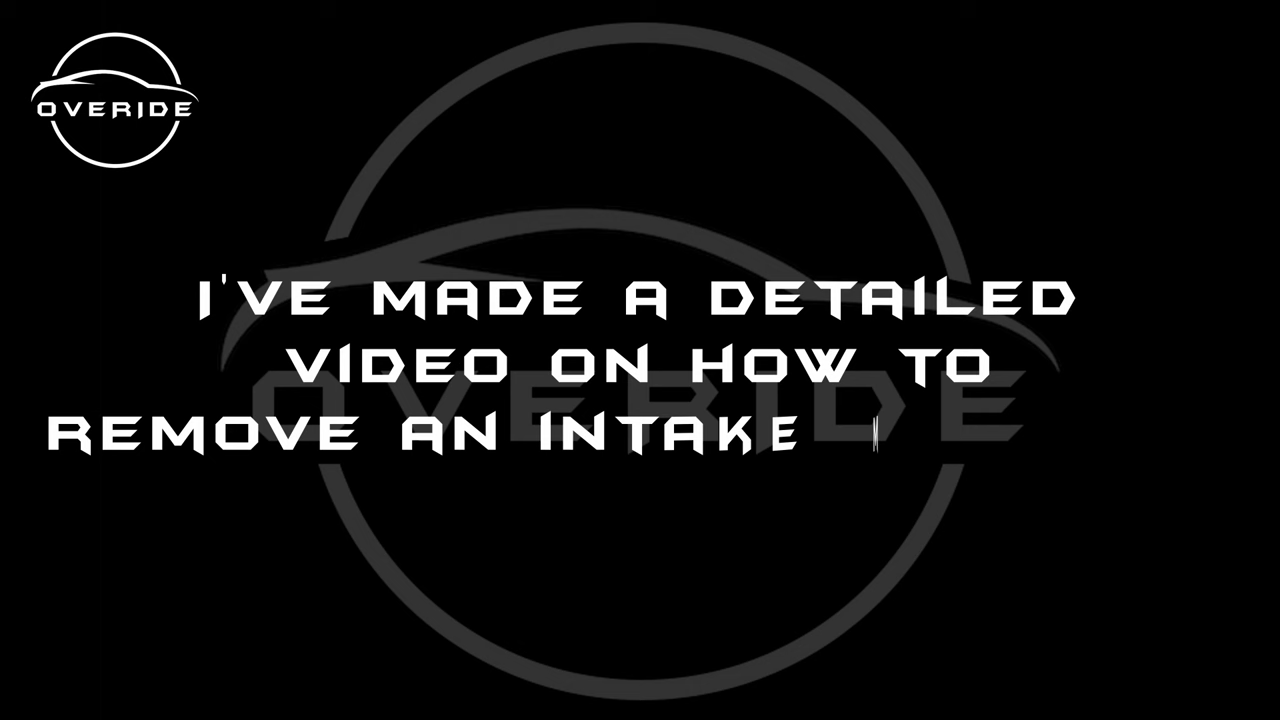 OVERIDE
I'VE MADE A DETAILED
VIDEO ON HOW TO
REMOVE AN INTAKE
OVERIDE